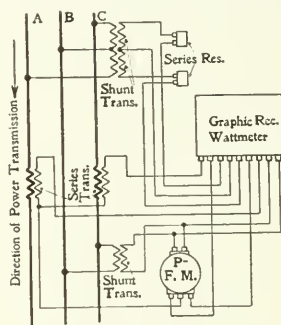 A B C
Series Res.
Shunt
Trans.
Graphic Rec.
Wattmeter
Direction of Power Transmission
Series
Trans.
P-
F. M.
Shunt
Trans.